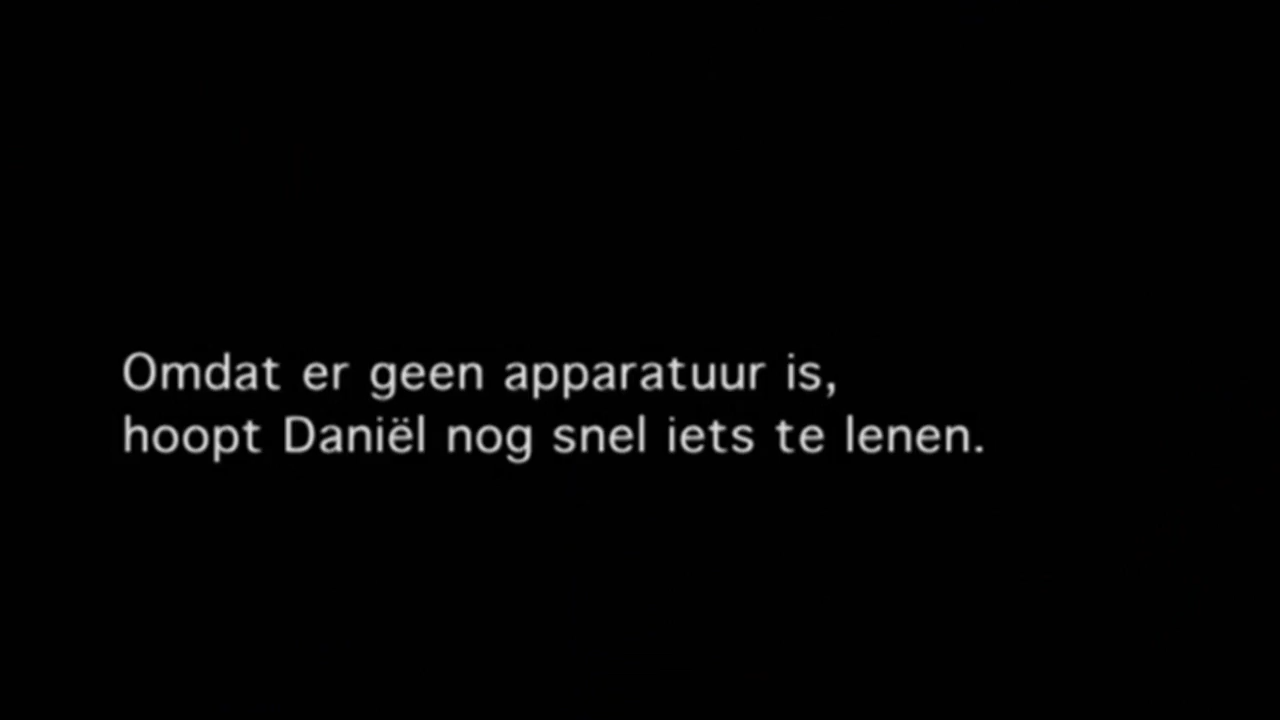 Omdat er geen apparatuur is,
hoopt Daniël nog snel iets te lenen.